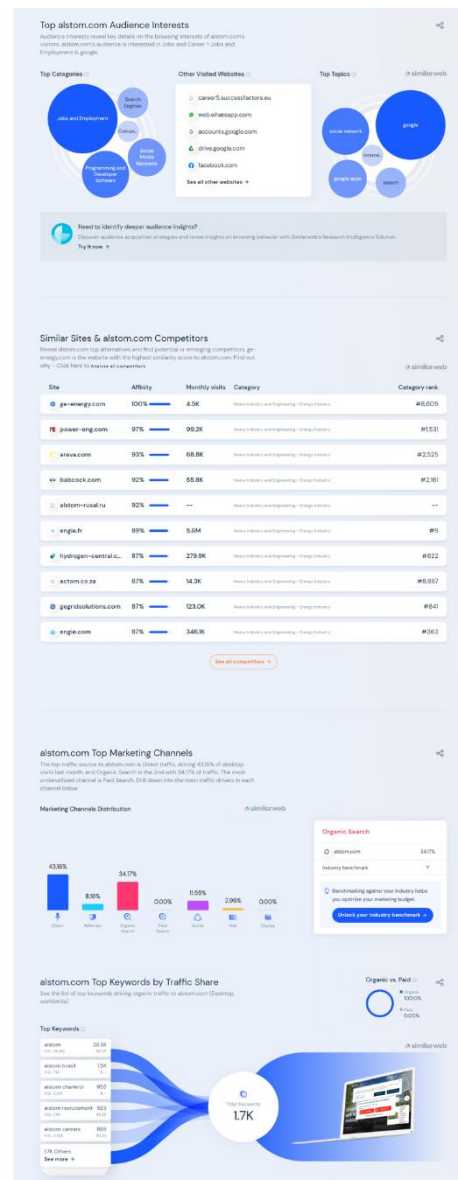 Top alstom.com Audience Interests
Audience interests reveal key details on the browsing interests of alstom.com's
visitors. alstom.com's audience is interested in Jobs and Career > Jobs and
Employment & google.
Top Categories
Other Visited Websites
Top Topics
similarweb
Jobs and Employment
Search
Engines
Compu...
Social
Media
Networks
Programming and
Developer
Software
career5.successfactors.eu
web.whatsapp.com
accounts.google.com
drive.google.com
facebook.com
See all other websites →
google
social network
google apps
search
Need to identify deeper audience insights?
Discover audience acquisition strategies and reveal insights on browsing behavior with Similarweb's Research Intelligence Solution.
Try it now →
Similar Sites & alstom.com Competitors
Reveal alstom.com top alternatives and find potential or emerging competitors. ge-
energy.com is the website with the highest similarity score to alstom.com. Find out
why - Click here to Analyze all competitors
similarweb
Site Affinity Monthly visits Category Category rank
ge-energy.com 100% 4.5K Heavy Industry and Engineering > Energy Industry #8,609
power-eng.com 97% 99.2K Heavy Industry and Engineering > Energy Industry #1,531
areva.com 93% 68.8K Heavy Industry and Engineering > Energy Industry #2,525
babcock.com 92% 55.8K Heavy Industry and Engineering > Energy Industry #2,161
alstom-rusal.ru 92% -- Heavy Industry and Engineering > Energy Industry --
engie.fr 89% 5.6M Heavy Industry and Engineering > Energy Industry #9
hydrogen-central.c... 87% 279.9K Heavy Industry and Engineering > Energy Industry #622
actom.co.za 87% 14.3K Heavy Industry and Engineering > Energy Industry #8,887
gegridsolutions.com 87% 123.0K Heavy Industry and Engineering > Energy Industry #841
engie.com 87% 346.1K Heavy Industry and Engineering > Energy Industry #363
See all competitors →
alstom.com Top Marketing Channels
The top traffic source to alstom.com is Direct traffic, driving 43.16% of desktop
visits last month, and Organic Search is the 2nd with 34.17% of traffic. The most
underutilized channel is Paid Search. Drill down into the main traffic drivers in each
channel below.
Marketing Channels Distribution
similarweb
43.16%
8.16%
34.17%
0.00%
11.55%
2.96%
0.00%
Direct
Referrals
Organic
Search
Paid
Search
Social
Mail
Display
Organic Search
alstom.com 34.17%
Industry benchmark ?
Benchmarking against your industry helps
you optimize your marketing budget.
Unlock your industry benchmark →
alstom.com Top Keywords by Traffic Share
See the list of top keywords driving organic traffic to alstom.com (Desktop,
worldwide)
Organic vs. Paid
Organic
100.0%
Paid
0.00%
Top Keywords
similarweb
alstom
alstom brasil
alstom charleroi
alstom recrutement 923
alstom careers
1.7K Others
See more →
Total Keywords
1.7K